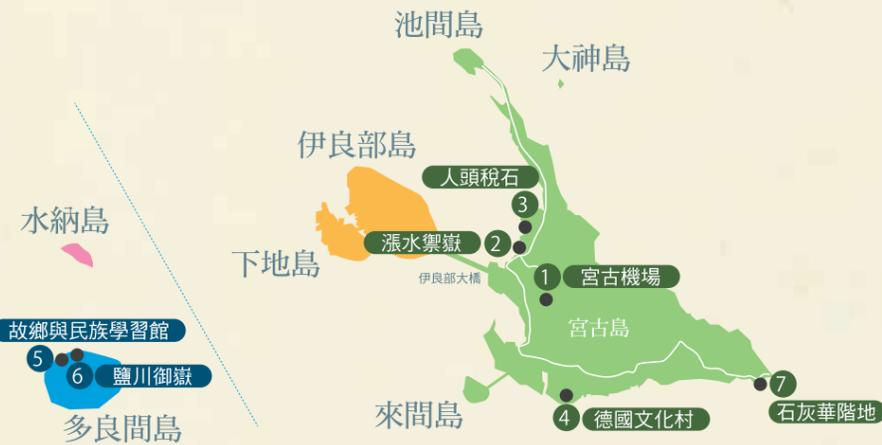 池間島
大神島
伊良部島
人頭稅石
3
水納島
漲水禦嶽 2
下地島
伊良部大橋
1 宮古機場
故鄉與民族學習館
宮古島
5
6 鹽川御嶽
7
來間島
石灰華階地
4 德國文化村
多良間島